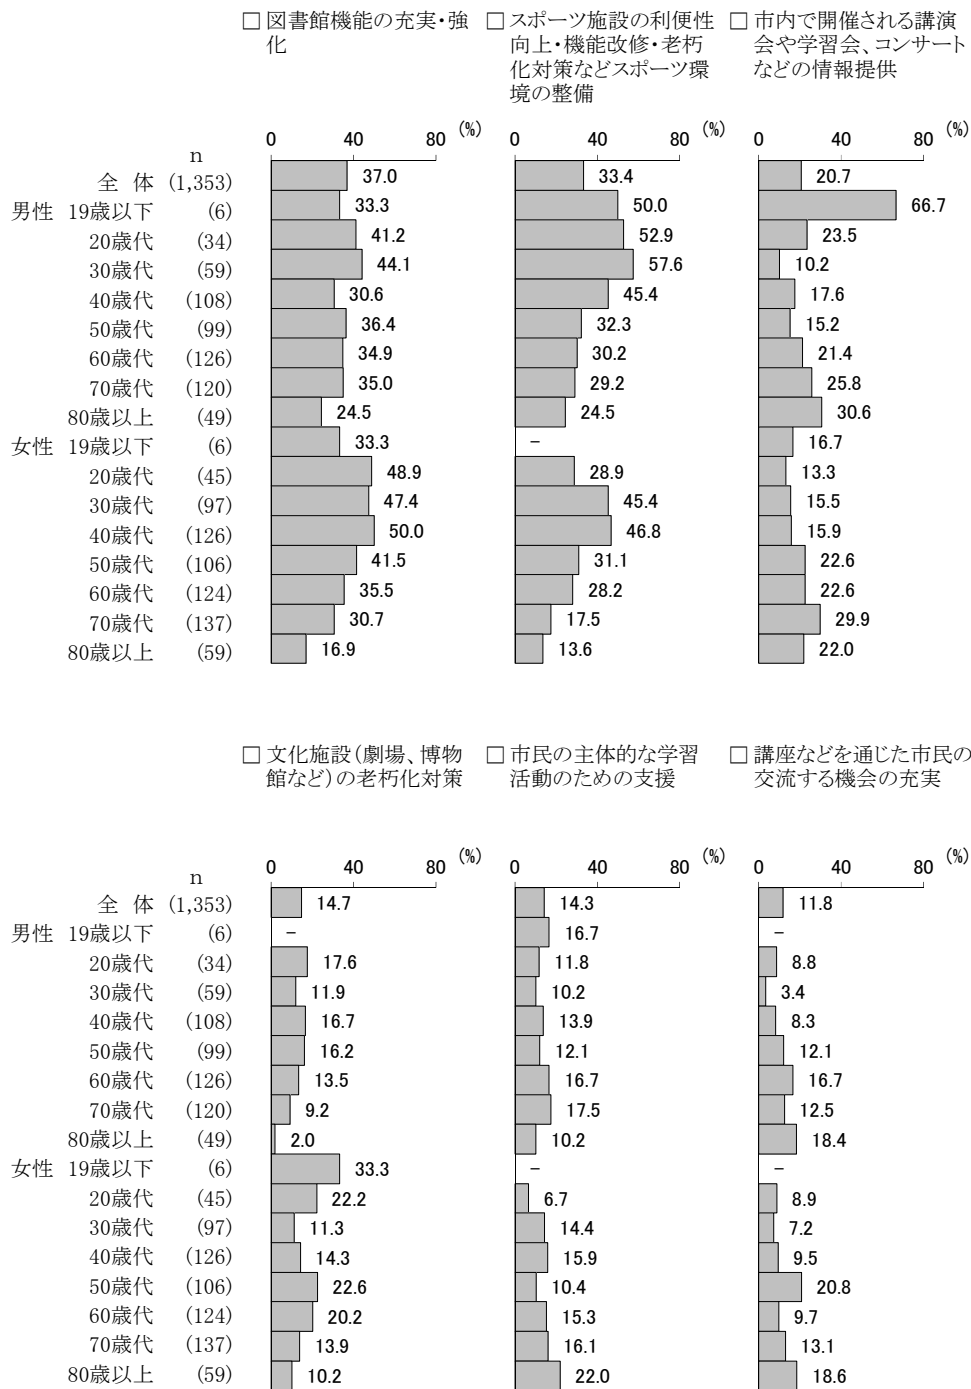 □ 図書館機能の充実・強
化
□ スポーツ施設の利便性
向上・機能改修・老朽
化対策などスポーツ環
境の整備
□ 市内で開催される講演
会や学習会、コンサート
などの情報提供
0 40 80 (%) 0 40 80 (%) 0 40 80 (%)
n
全 体 (1,353) 37.0 33.4 20.7
男性 19歳以下 (6) 33.3 50.0 66.7
20歳代 (34) 41.2 52.9 23.5
30歳代 (59) 44.1 57.6 10.2
40歳代 (108) 30.6 45.4 17.6
50歳代 (99) 36.4 32.3 15.2
60歳代 (126) 34.9 30.2 21.4
70歳代 (120) 35.0 29.2 25.8
80歳以上 (49) 24.5 24.5 30.6
女性 19歳以下 (6) 33.3 − 16.7
20歳代 (45) 48.9 28.9 13.3
30歳代 (97) 47.4 45.4 15.5
40歳代 (126) 50.0 46.8 15.9
50歳代 (106) 41.5 31.1 22.6
60歳代 (124) 35.5 28.2 22.6
70歳代 (137) 30.7 17.5 29.9
80歳以上 (59) 16.9 13.6 22.0
□ 文化施設（劇場、博物
館など）の老朽化対策
□ 市民の主体的な学習
活動のための支援
□ 講座などを通じた市民の
交流する機会の充実
0 40 80 (%) 0 40 80 (%) 0 40 80 (%)
n
全 体 (1,353) 14.7 14.3 11.8
男性 19歳以下 (6) − 16.7 −
20歳代 (34) 17.6 11.8 8.8
30歳代 (59) 11.9 10.2 3.4
40歳代 (108) 16.7 13.9 8.3
50歳代 (99) 16.2 12.1 12.1
60歳代 (126) 13.5 16.7 16.7
70歳代 (120) 9.2 17.5 12.5
80歳以上 (49) 2.0 10.2 18.4
女性 19歳以下 (6) 33.3 − −
20歳代 (45) 22.2 6.7 8.9
30歳代 (97) 11.3 14.4 7.2
40歳代 (126) 14.3 15.9 9.5
50歳代 (106) 22.6 10.4 20.8
60歳代 (124) 20.2 15.3 9.7
70歳代 (137) 13.9 16.1 13.1
80歳以上 (59) 10.2 22.0 18.6